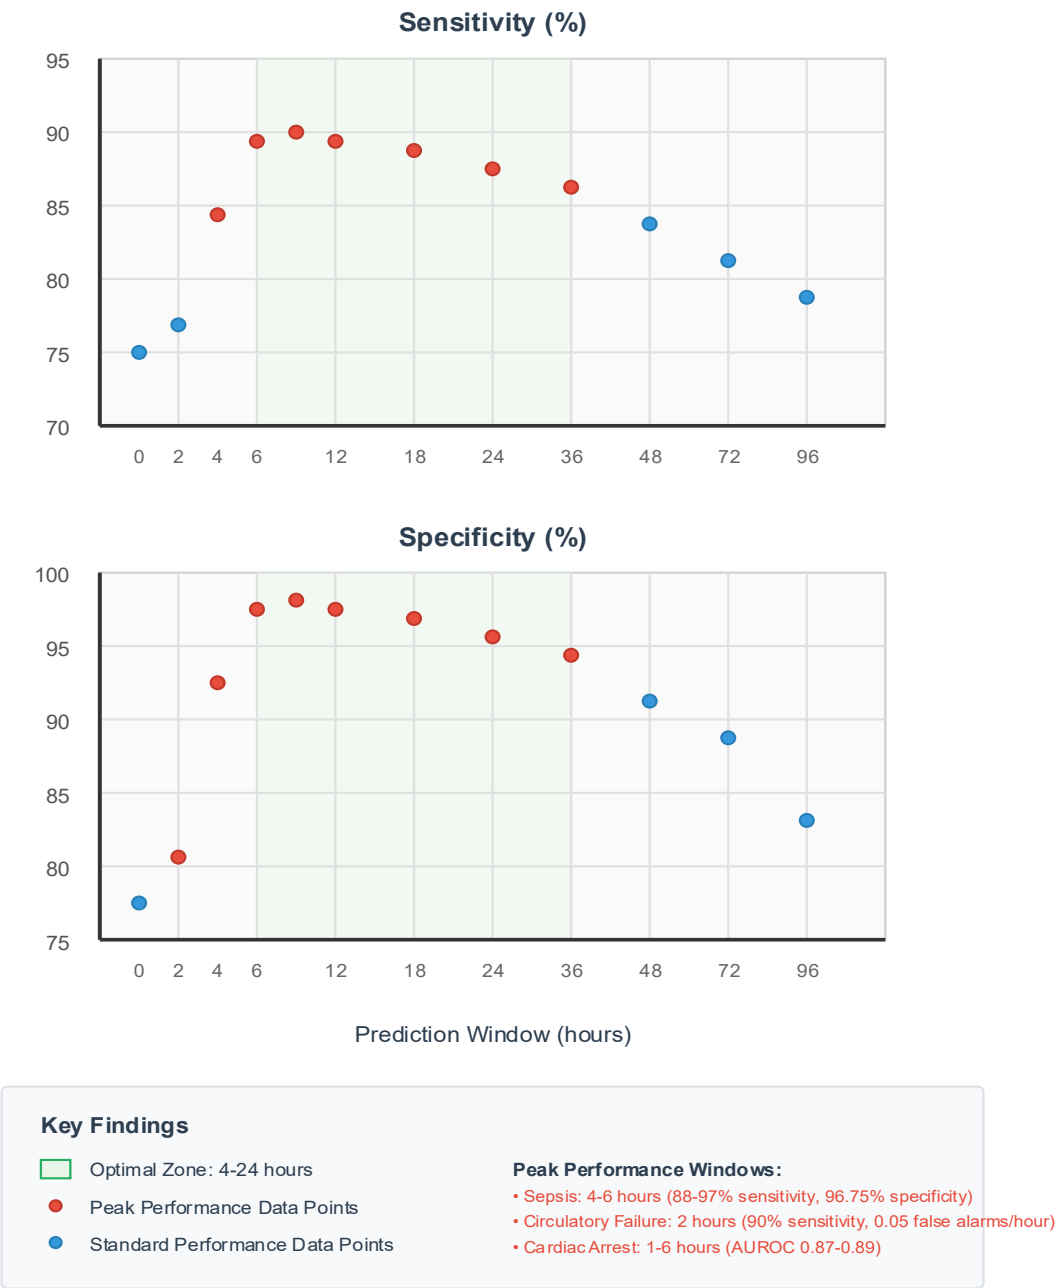 Sensitivity (%)
95
90
85
80
75
70
0 2 4 6 12 18 24 36 48 72 96
Specificity (%)
100
95
90
85
80
75
0 2 4 6 12 18 24 36 48 72 96
Prediction Window (hours)
Key Findings
Optimal Zone: 4-24 hours
Peak Performance Data Points
Standard Performance Data Points
Peak Performance Windows:
• Sepsis: 4-6 hours (88-97% sensitivity, 96.75% specificity)
• Circulatory Failure: 2 hours (90% sensitivity, 0.05 false alarms/hour)
• Cardiac Arrest: 1-6 hours (AUROC 0.87-0.89)